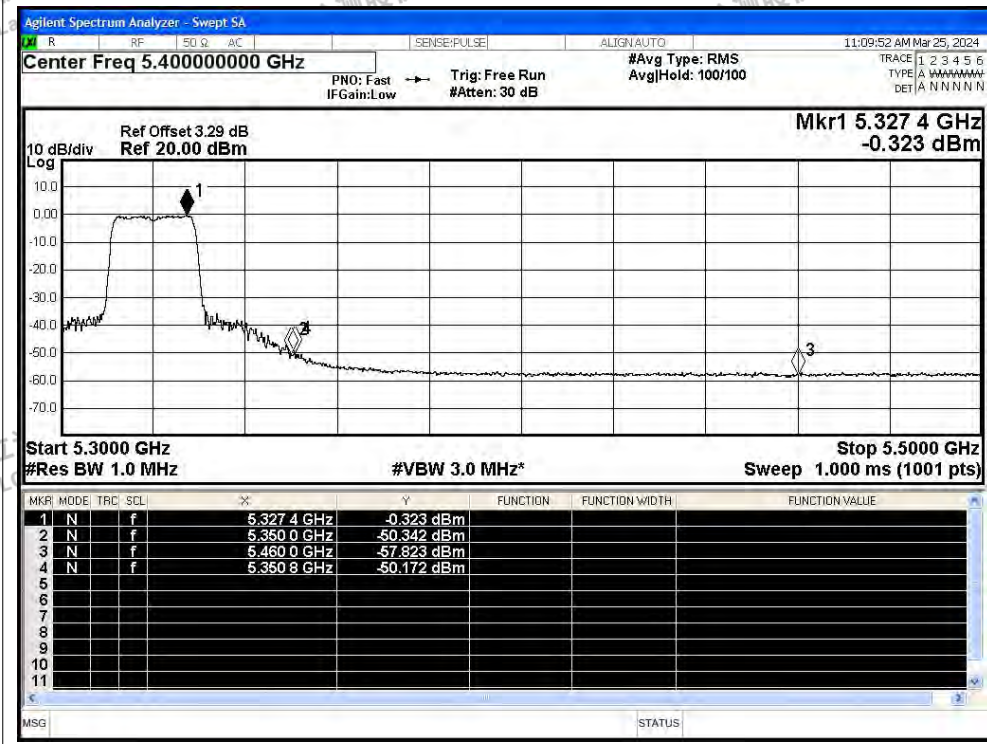 Agilent Spectrum Analyzer - Swept SA
R RF 50 Ω AC SENSE:PULSE ALIGN AUTO 11:09:52 AM Mar 25, 2024
Center Freq 5.400000000 GHz
PNO: Fast
IFGain:Low
Trig: Free Run
#Atten: 30 dB
#Avg Type: RMS
Avg|Hold: 100/100
TRACE 1 2 3 4 5 6
TYPE A WWWWW
DET A N N N N N
Mkr1 5.327 4 GHz
-0.323 dBm
Ref Offset 3.29 dB
10 dB/div Ref 20.00 dBm
Log
10.0
0.00
-10.0
-20.0
-30.0
-40.0
-50.0
-60.0
-70.0
1
2
4
3
Start 5.3000 GHz Stop 5.5000 GHz
#Res BW 1.0 MHz #VBW 3.0 MHz* Sweep 1.000 ms (1001 pts)
MKR MODE TRC SCL X Y FUNCTION FUNCTION WIDTH FUNCTION VALUE
1 N f 5.327 4 GHz -0.323 dBm
2 N f 5.350 0 GHz -50.342 dBm
3 N f 5.460 0 GHz -57.823 dBm
4 N f 5.350 8 GHz -50.172 dBm
5
6
7
8
9
10
11
MSG STATUS